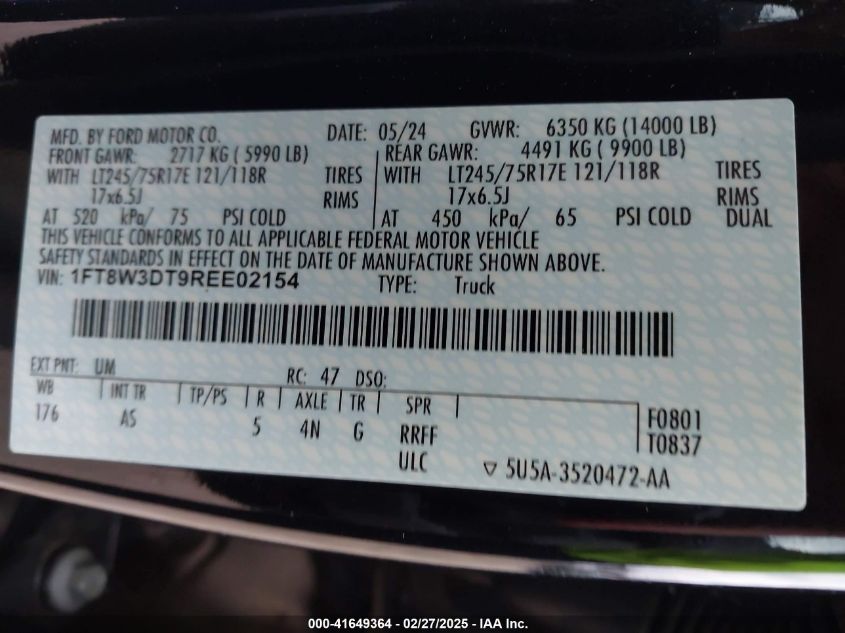 MFD. BY FORD MOTOR CO. DATE: 05/24 GVWR: 6350 KG (14000 LB)
FRONT GAWR: 2717 KG ( 5990 LB) REAR GAWR: 4491 KG ( 9900 LB)
WITH LT245/75R17E 121/118R TIRES WITH LT245/75R17E 121/118R TIRES
17x6.5J RIMS 17x6.5J RIMS
AT 520 kPa/ 75 PSI COLD AT 450 kPa/ 65 PSI COLD DUAL
THIS VEHICLE CONFORMS TO ALL APPLICABLE FEDERAL MOTOR VEHICLE
SAFETY STANDARDS IN EFFECT ON THE DATE OF MANUFACTURE SHOWN ABOVE.
VIN: 1FT8W3DT9REE02154 TYPE: Truck
EXT PNT: UM RC: 47 DSO:
WB INT TR TP/PS R AXLE TR SPR
176 AS 5 4N G RRFF F0801
ULC T0837
5U5A-3520472-AA
000-41649364 - 02/27/2025 - IAA Inc.